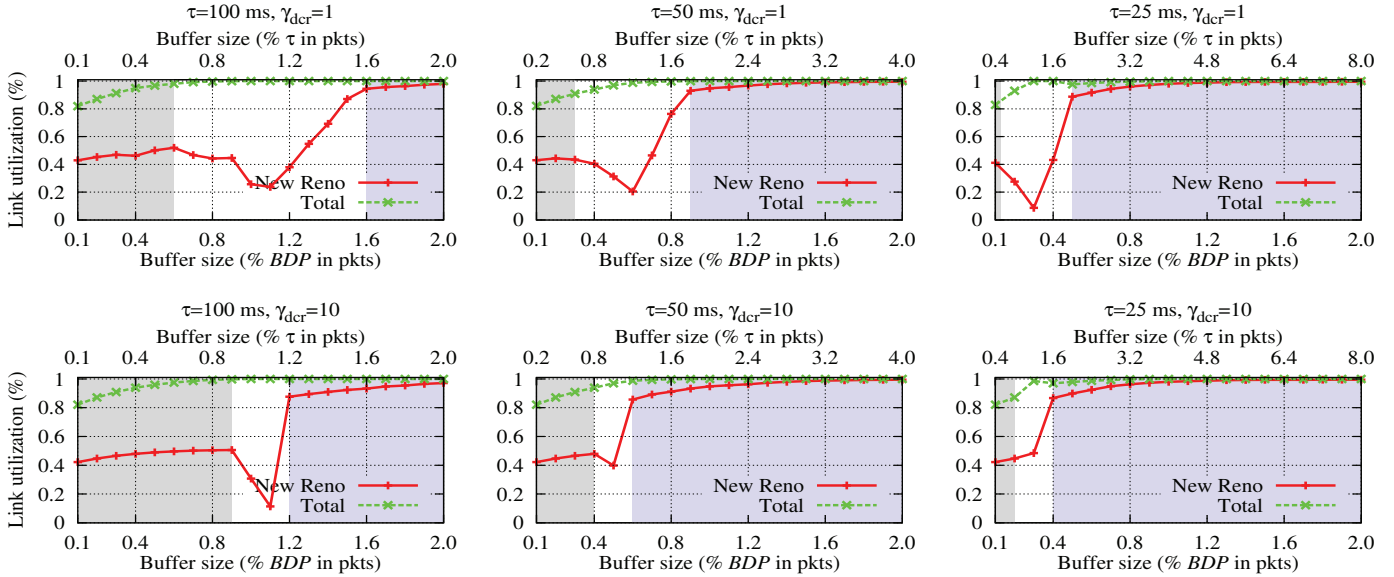 τ=100 ms, γdcr=1
Buffer size (% τ in pkts)
0.1 0.4 0.8 1.2 1.6 2.0
Link utilization (%)
1
0.8
0.6
0.4
0.2
0
New Reno
Total
0.1 0.4 0.8 1.2 1.6 2.0
Buffer size (% BDP in pkts)
τ=50 ms, γdcr=1
Buffer size (% τ in pkts)
0.2 0.8 1.6 2.4 3.2 4.0
1
0.8
0.6
0.4
0.2
0
New Reno
Total
0.1 0.4 0.8 1.2 1.6 2.0
Buffer size (% BDP in pkts)
τ=25 ms, γdcr=1
Buffer size (% τ in pkts)
0.4 1.6 3.2 4.8 6.4 8.0
1
0.8
0.6
0.4
0.2
0
New Reno
Total
0.1 0.4 0.8 1.2 1.6 2.0
Buffer size (% BDP in pkts)
τ=100 ms, γdcr=10
Buffer size (% τ in pkts)
0.1 0.4 0.8 1.2 1.6 2.0
Link utilization (%)
1
0.8
0.6
0.4
0.2
0
New Reno
Total
0.1 0.4 0.8 1.2 1.6 2.0
Buffer size (% BDP in pkts)
τ=50 ms, γdcr=10
Buffer size (% τ in pkts)
0.2 0.8 1.6 2.4 3.2 4.0
1
0.8
0.6
0.4
0.2
0
New Reno
Total
0.1 0.4 0.8 1.2 1.6 2.0
Buffer size (% BDP in pkts)
τ=25 ms, γdcr=10
Buffer size (% τ in pkts)
0.4 1.6 3.2 4.8 6.4 8.0
1
0.8
0.6
0.4
0.2
0
New Reno
Total
0.1 0.4 0.8 1.2 1.6 2.0
Buffer size (% BDP in pkts)